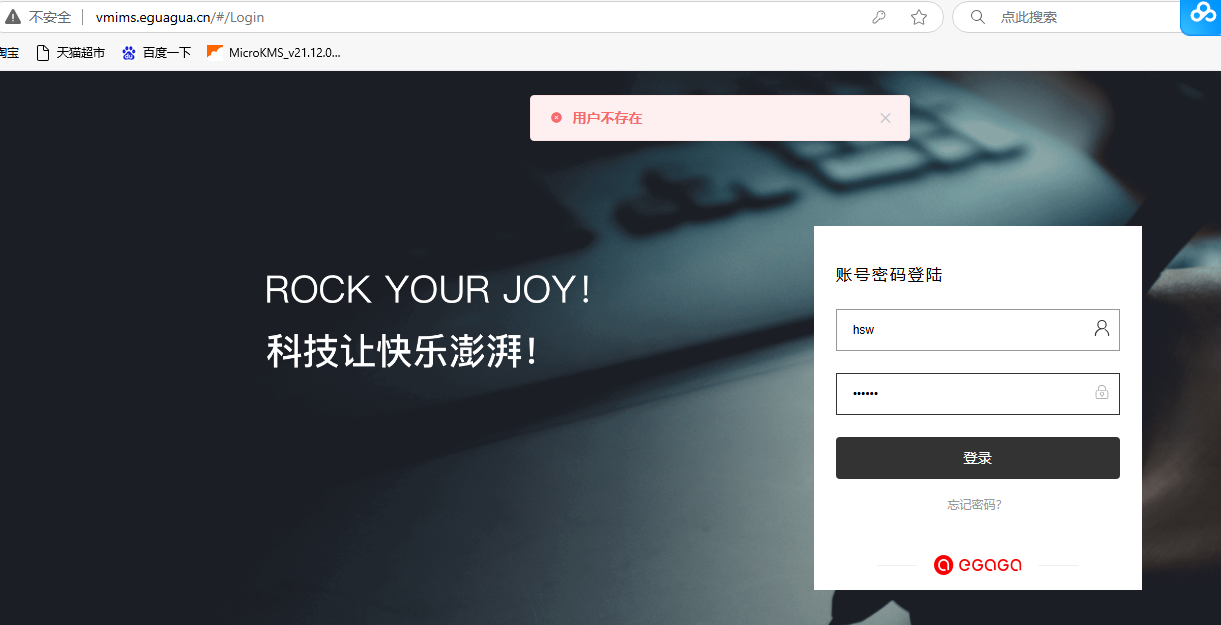 不安全
vmims.eguagua.cn/#/Login
点此搜索
淘宝
天猫超市
百度一下
MicroKMS_v21.12.0...
用户不存在
ROCK YOUR JOY!
科技让快乐澎湃!
账号密码登陆
hsw
••••••
登录
忘记密码?
egaga